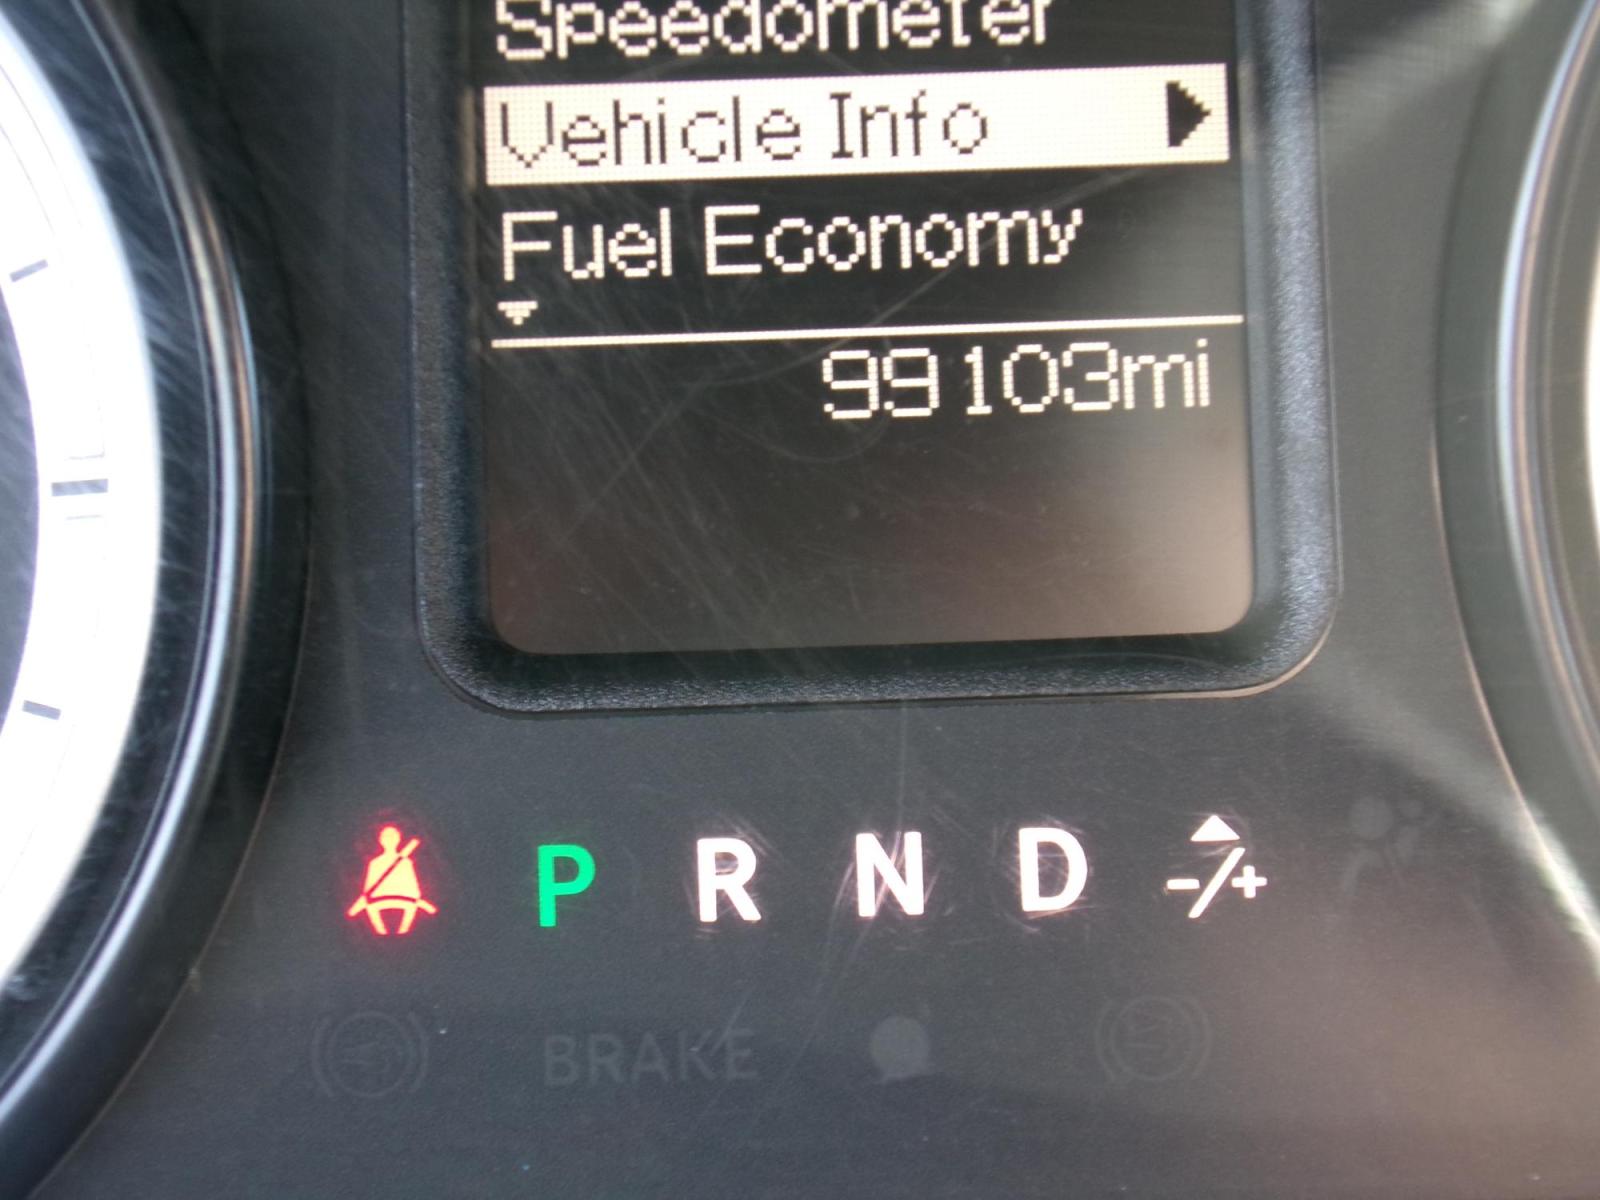 Speedometer
Vehicle Info
Fuel Economy
99103mi
P R N D -/+
BRAKE